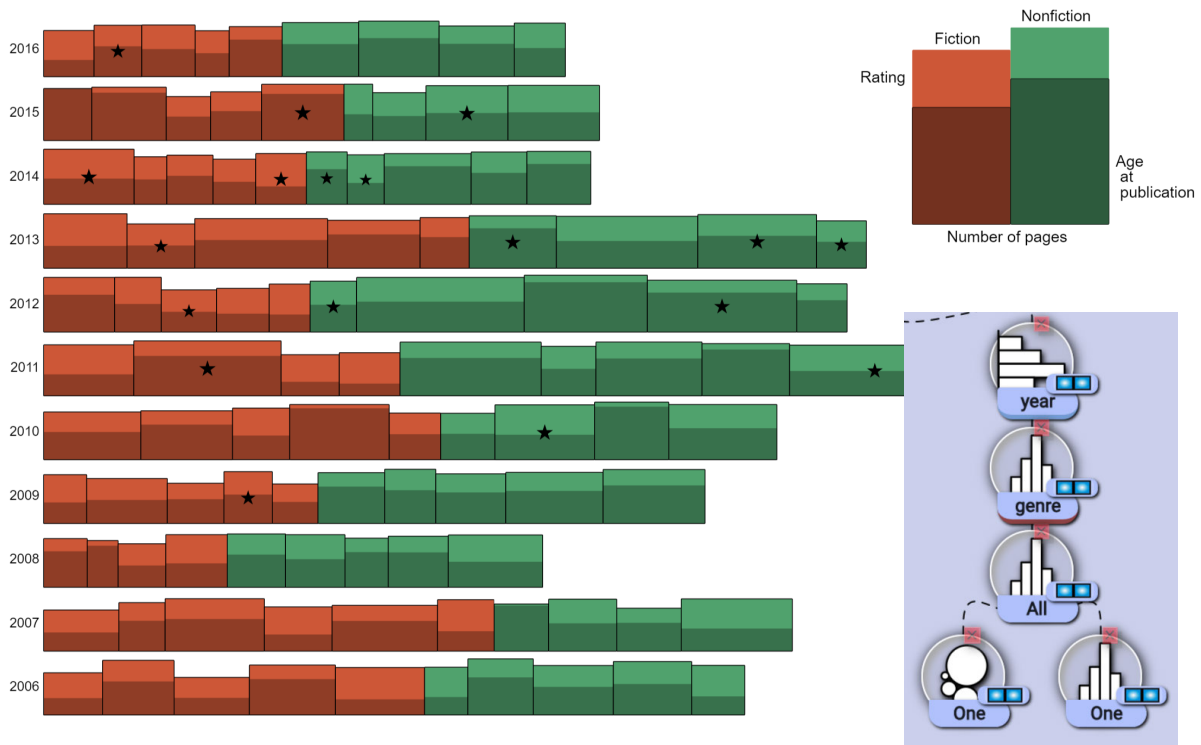 2016
2015
2014
2013
2012
2011
2010
2009
2008
2007
2006
Nonfiction
Fiction
Rating
Age
at
publication
Number of pages
year
genre
All
One
One